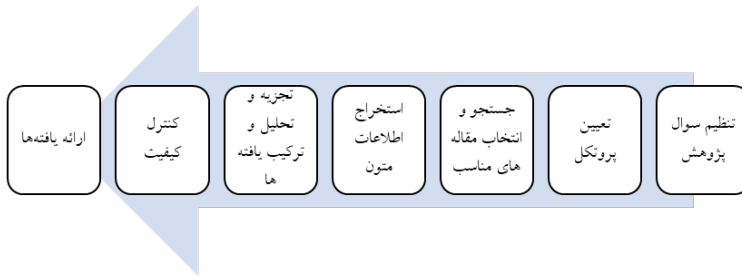 تنظیم سوال
پژوهش
تعیین
پروتکل
جستجو و
انتخاب مقاله
های مناسب
استخراج
اطلاعات
متون
تجزیه و
تحلیل و
ترکیب یافته
ها
کنترل
کیفیت
ارائه یافته‌ها